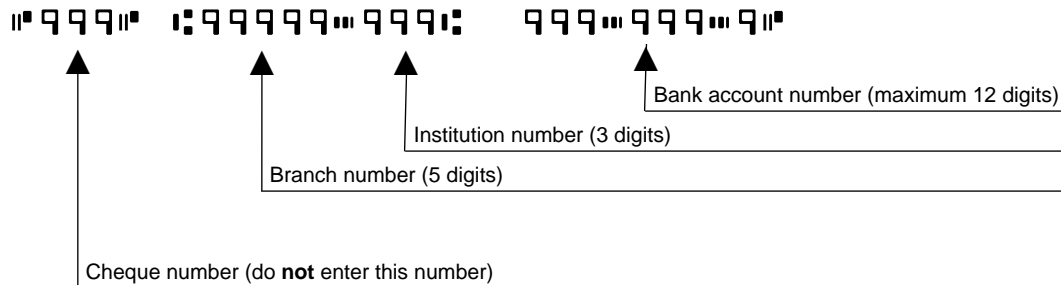 ⑈999⑈ ⑆99999⑉999⑆ 99⑉999⑉9⑈
Bank account number (maximum 12 digits)
Institution number (3 digits)
Branch number (5 digits)
Cheque number (do not enter this number)